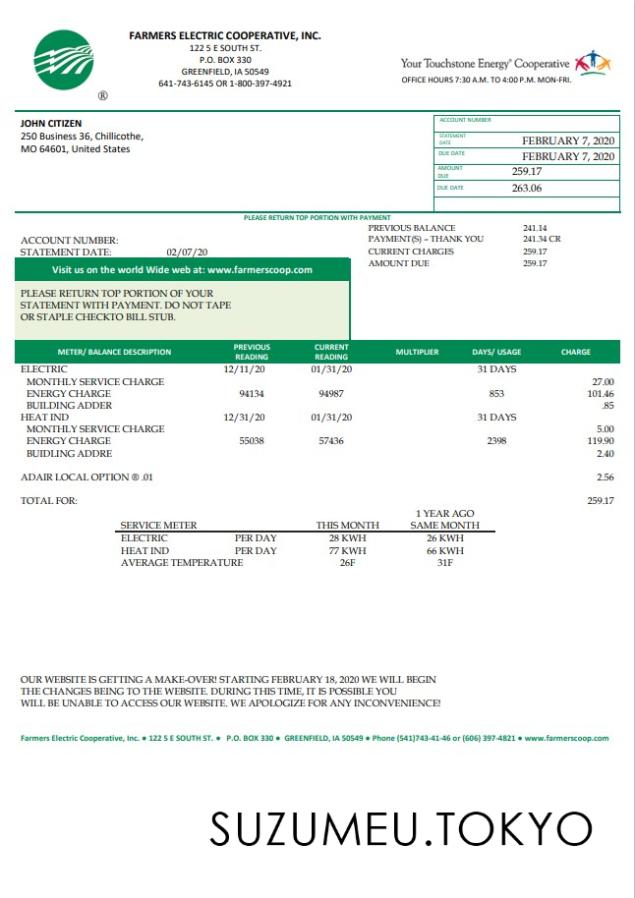 FARMERS ELECTRIC COOPERATIVE, INC.
122 5 E SOUTH ST.
P.O. BOX 330
GREENFIELD, IA 50549
641-743-6145 OR 1-800-397-4921
®
Your Touchstone Energy® Cooperative
OFFICE HOURS 7:30 A.M. TO 4:00 P.M. MON-FRI.
JOHN CITIZEN
250 Business 36, Chillicothe,
MO 64601, United States
ACCOUNT NUMBER
STATEMENT DATE FEBRUARY 7, 2020
DUE DATE FEBRUARY 7, 2020
AMOUNT DUE 259.17
DUE DATE 263.06
PLEASE RETURN TOP PORTION WITH PAYMENT
PREVIOUS BALANCE 241.14
PAYMENT(S) – THANK YOU 241.34 CR
CURRENT CHARGES 259.17
AMOUNT DUE 259.17
ACCOUNT NUMBER:
STATEMENT DATE: 02/07/20
Visit us on the world Wide web at: www.farmerscoop.com
PLEASE RETURN TOP PORTION OF YOUR
STATEMENT WITH PAYMENT. DO NOT TAPE
OR STAPLE CHECKTO BILL STUB.
METER/ BALANCE DESCRIPTION PREVIOUS READING CURRENT READING MULTIPLIER DAYS/ USAGE CHARGE
ELECTRIC 12/11/20 01/31/20 31 DAYS
MONTHLY SERVICE CHARGE 27.00
ENERGY CHARGE 94134 94987 853 101.46
BUILDING ADDER .85
HEAT IND 12/31/20 01/31/20 31 DAYS
MONTHLY SERVICE CHARGE 5.00
ENERGY CHARGE 55038 57436 2398 119.90
BUIDLING ADDRE 2.40
ADAIR LOCAL OPTION ® .01 2.56
TOTAL FOR: 259.17
SERVICE METER THIS MONTH 1 YEAR AGO SAME MONTH
ELECTRIC PER DAY 28 KWH 26 KWH
HEAT IND PER DAY 77 KWH 66 KWH
AVERAGE TEMPERATURE 26F 31F
OUR WEBSITE IS GETTING A MAKE-OVER! STARTING FEBRUARY 18, 2020 WE WILL BEGIN
THE CHANGES BEING TO THE WEBSITE. DURING THIS TIME, IT IS POSSIBLE YOU
WILL BE UNABLE TO ACCESS OUR WEBSITE. WE APOLOGIZE FOR ANY INCONVENIENCE!
Farmers Electric Cooperative, Inc. ● 122 5 E SOUTH ST. ● P.O. BOX 330 ● GREENFIELD, IA 50549 ● Phone (541)743-41-46 or (606) 397-4821 ● www.farmerscoop.com
SUZUMEU.TOKYO